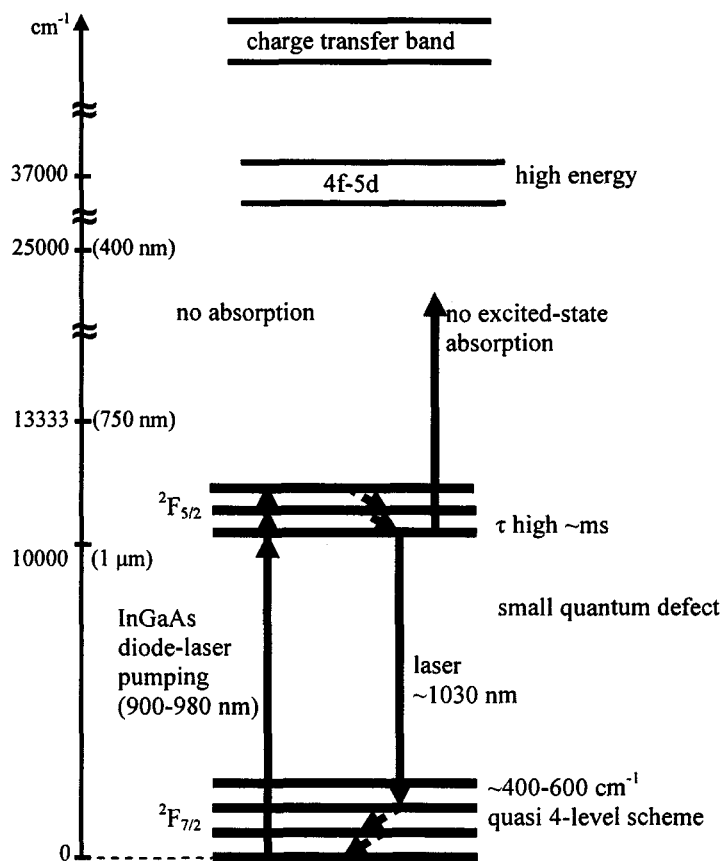 cm⁻¹
charge transfer band
37000
4f-5d
high energy
25000 (400 nm)
no absorption
no excited-state
absorption
13333 (750 nm)
²F₅/₂
τ high ~ms
10000 (1 μm)
small quantum defect
InGaAs
diode-laser
pumping
(900-980 nm)
laser
~1030 nm
~400-600 cm⁻¹
quasi 4-level scheme
²F₇/₂
0